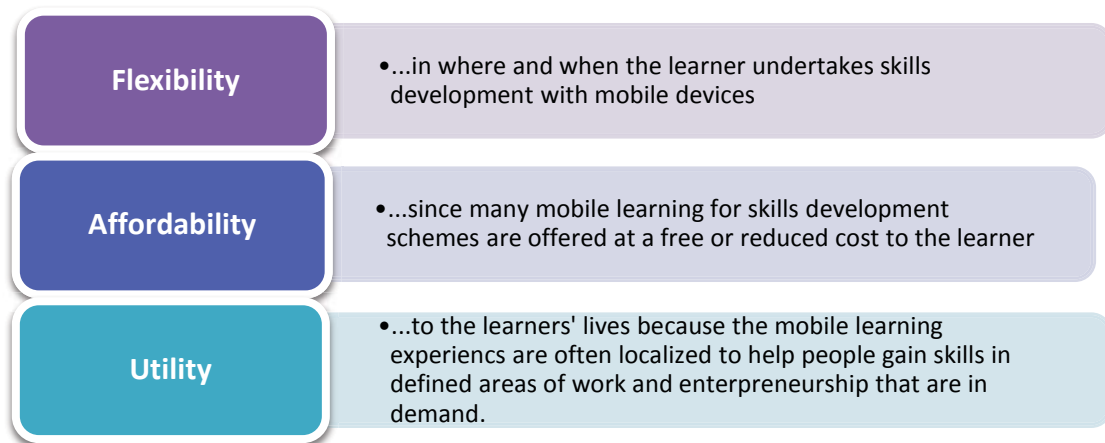 Flexibility
•...in where and when the learner undertakes skills
development with mobile devices
Affordability
•...since many mobile learning for skills development
schemes are offered at a free or reduced cost to the learner
Utility
•...to the learners' lives because the mobile learning
experiencs are often localized to help people gain skills in
defined areas of work and enterpreneurship that are in
demand.